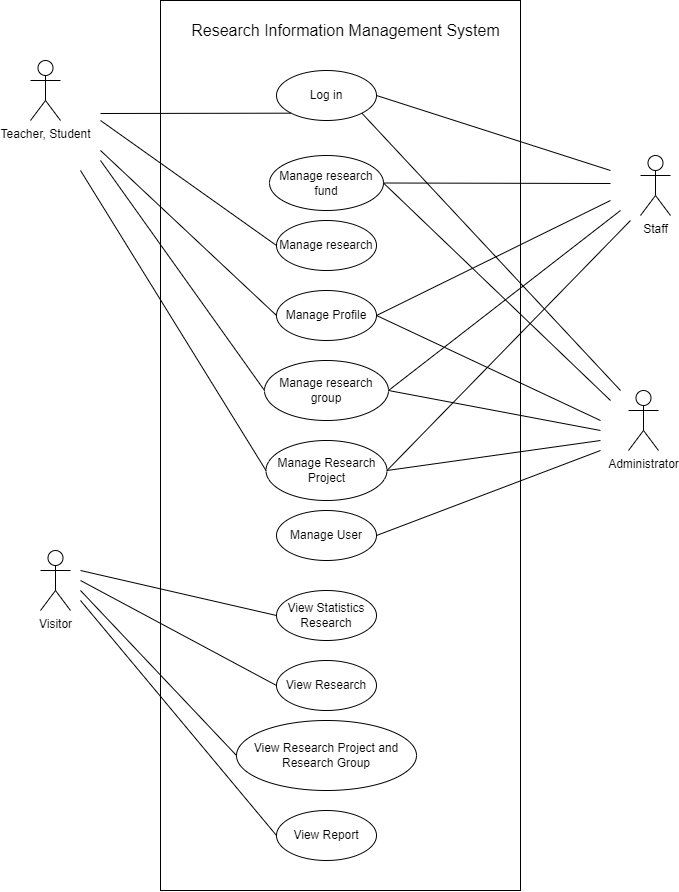 Research Information Management System
Log in
Teacher, Student
Manage research
fund
Staff
Manage research
Manage Profile
Manage research
group
Manage Research
Project
Administrator
Manage User
Visitor
View Statistics
Research
View Research
View Research Project and
Research Group
View Report